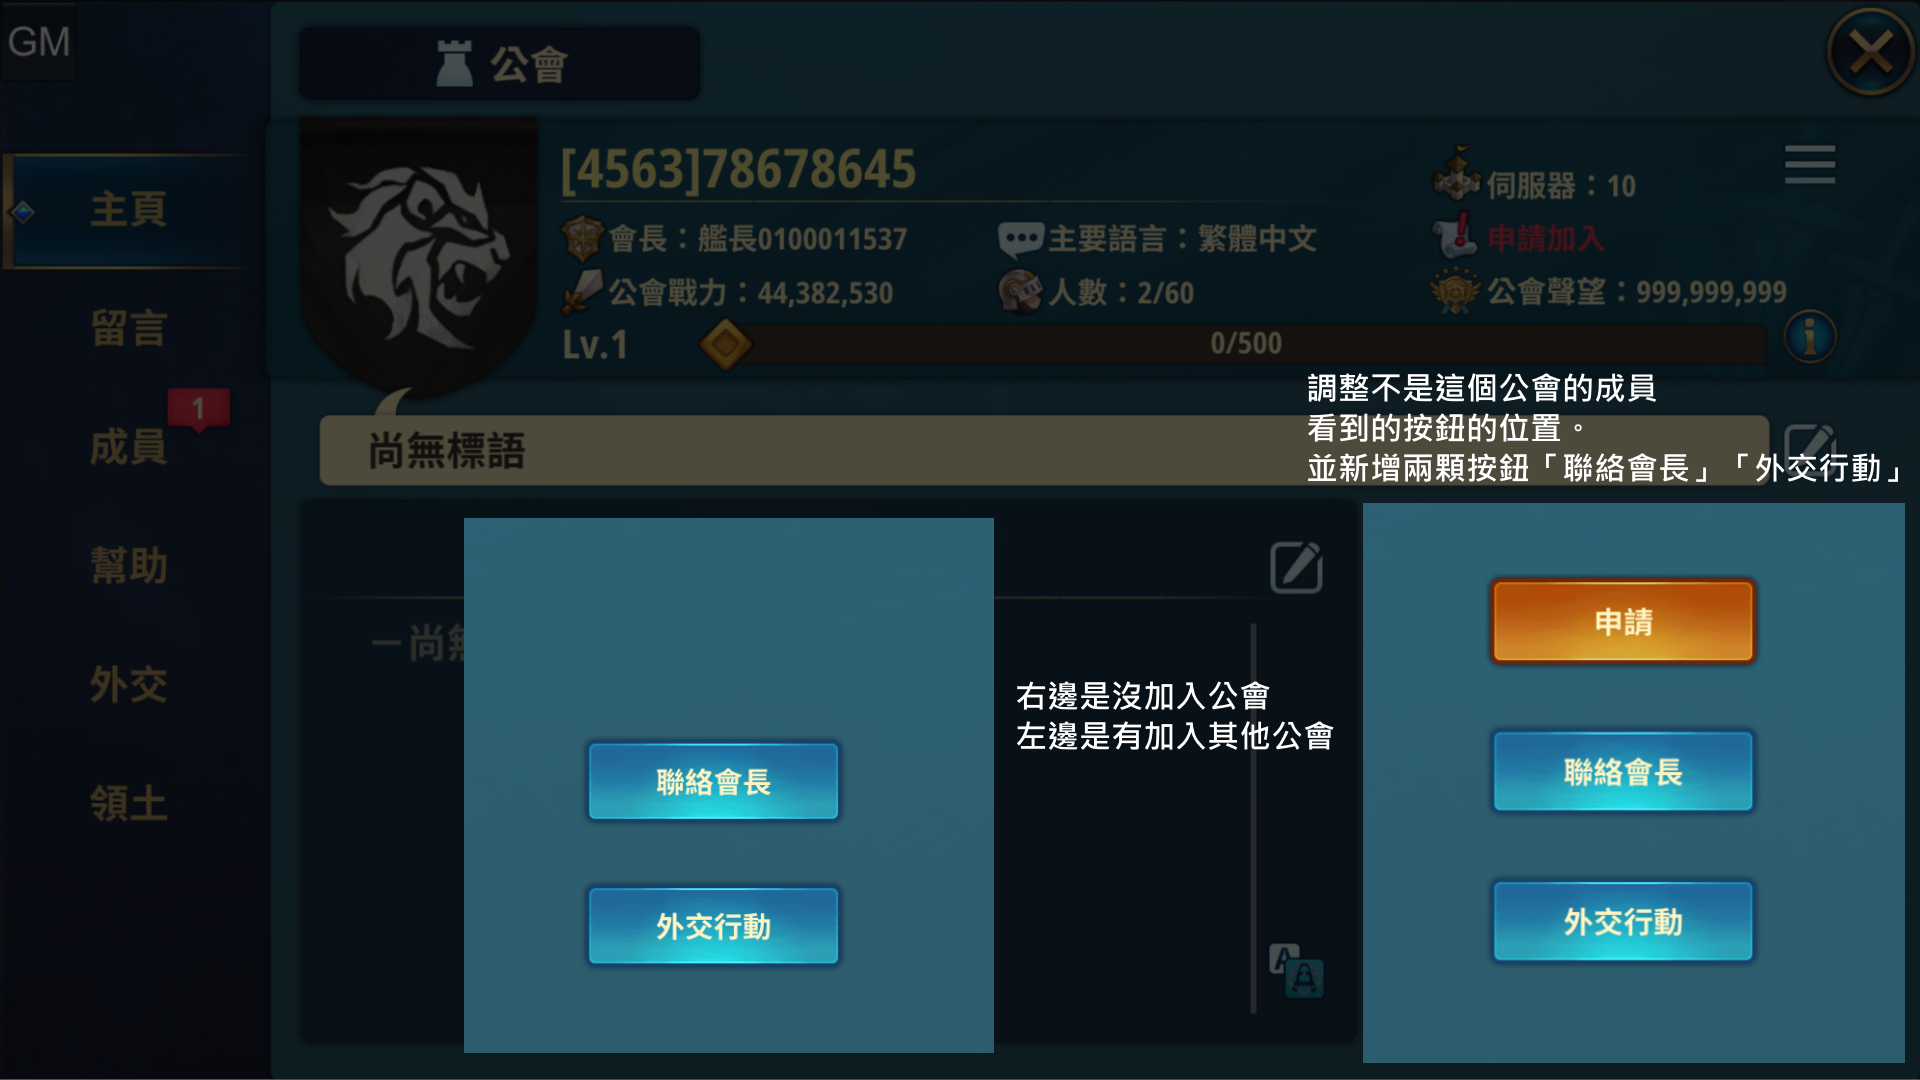 GM
公會
[4563]78678645
伺服器：10
會長：艦長0100011537
主要語言：繁體中文
申請加入
公會戰力：44,382,530
人數：2/60
公會聲望：999,999,999
Lv.1
0/500
主頁
留言
1
成員
幫助
外交
領土
調整不是這個公會的成員
看到的按鈕的位置。
並新增兩顆按鈕「聯絡會長」「外交行動」
尚無標語
一尚無
右邊是沒加入公會
左邊是有加入其他公會
聯絡會長
外交行動
申請
聯絡會長
外交行動
A
A